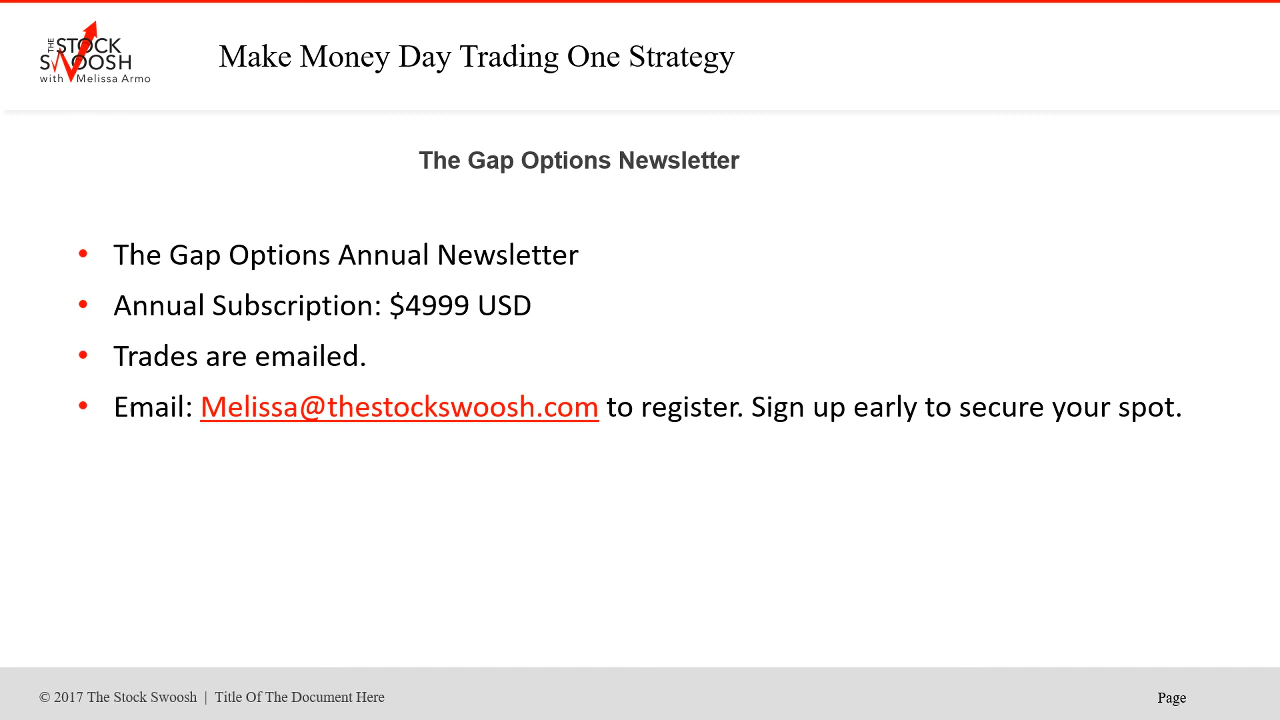 THE STOCK
SWOOSH
with Melissa Armo
Make Money Day Trading One Strategy
The Gap Options Newsletter
• The Gap Options Annual Newsletter
• Annual Subscription: $4999 USD
• Trades are emailed.
• Email: Melissa@thestockswoosh.com to register. Sign up early to secure your spot.
© 2017 The Stock Swoosh | Title Of The Document Here
Page